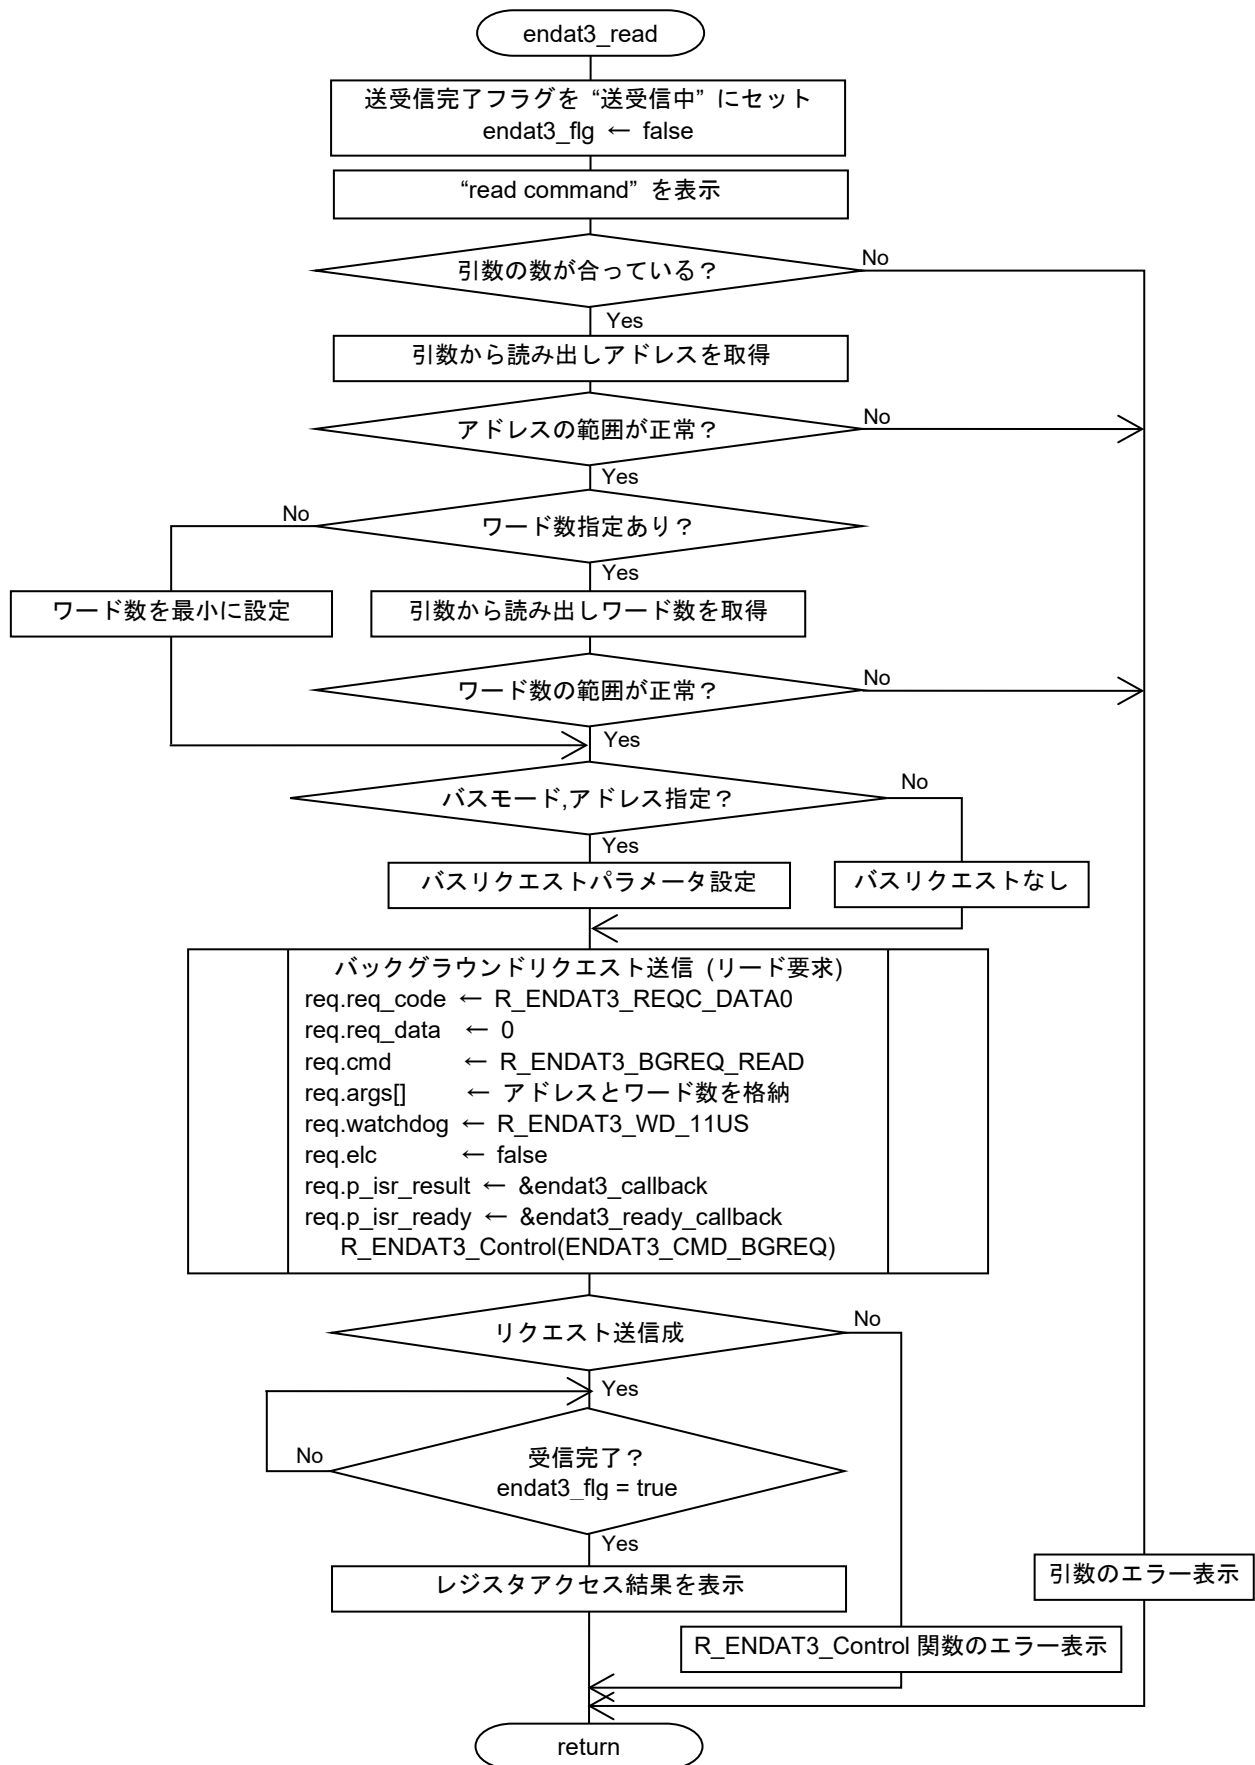 endat3_read
送受信完了フラグを “送受信中” にセット
endat3_flg ← false
“read command” を表示
引数の数が合っている？
No
Yes
引数から読み出しアドレスを取得
アドレスの範囲が正常？
No
Yes
No
ワード数指定あり？
Yes
ワード数を最小に設定
引数から読み出しワード数を取得
ワード数の範囲が正常？
No
Yes
バスモード,アドレス指定？
No
Yes
バスリクエストパラメータ設定
バスリクエストなし
バックグラウンドリクエスト送信 (リード要求)
req.req_code ← R_ENDAT3_REQC_DATA0
req.req_data ← 0
req.cmd ← R_ENDAT3_BGREQ_READ
req.args[] ← アドレスとワード数を格納
req.watchdog ← R_ENDAT3_WD_11US
req.elc ← false
req.p_isr_result ← &endat3_callback
req.p_isr_ready ← &endat3_ready_callback
R_ENDAT3_Control(ENDAT3_CMD_BGREQ)
リクエスト送信成
No
Yes
No
受信完了？
endat3_flg = true
Yes
レジスタアクセス結果を表示
引数のエラー表示
R_ENDAT3_Control 関数のエラー表示
return